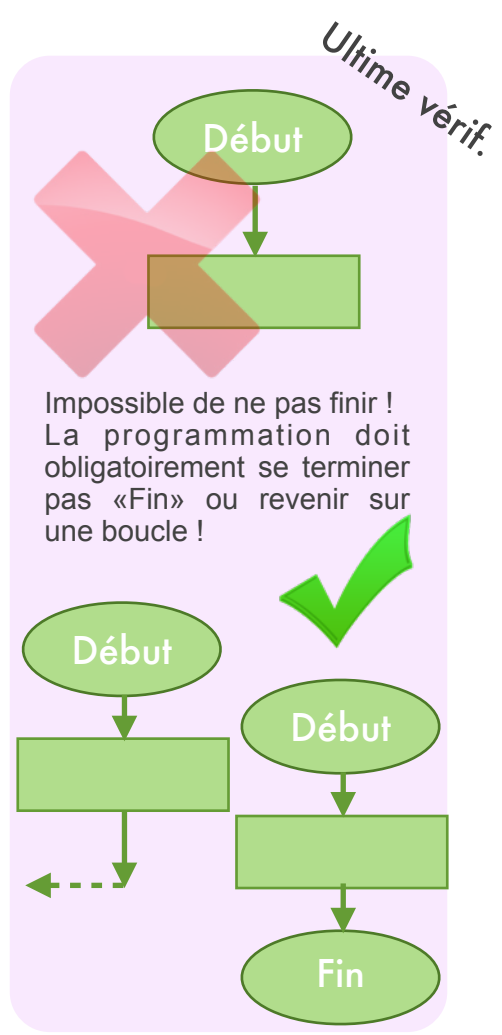 Ultime vérif.
Début
Impossible de ne pas finir !
La programmation doit
obligatoirement se terminer
pas «Fin» ou revenir sur
une boucle !
Début
Début
Fin